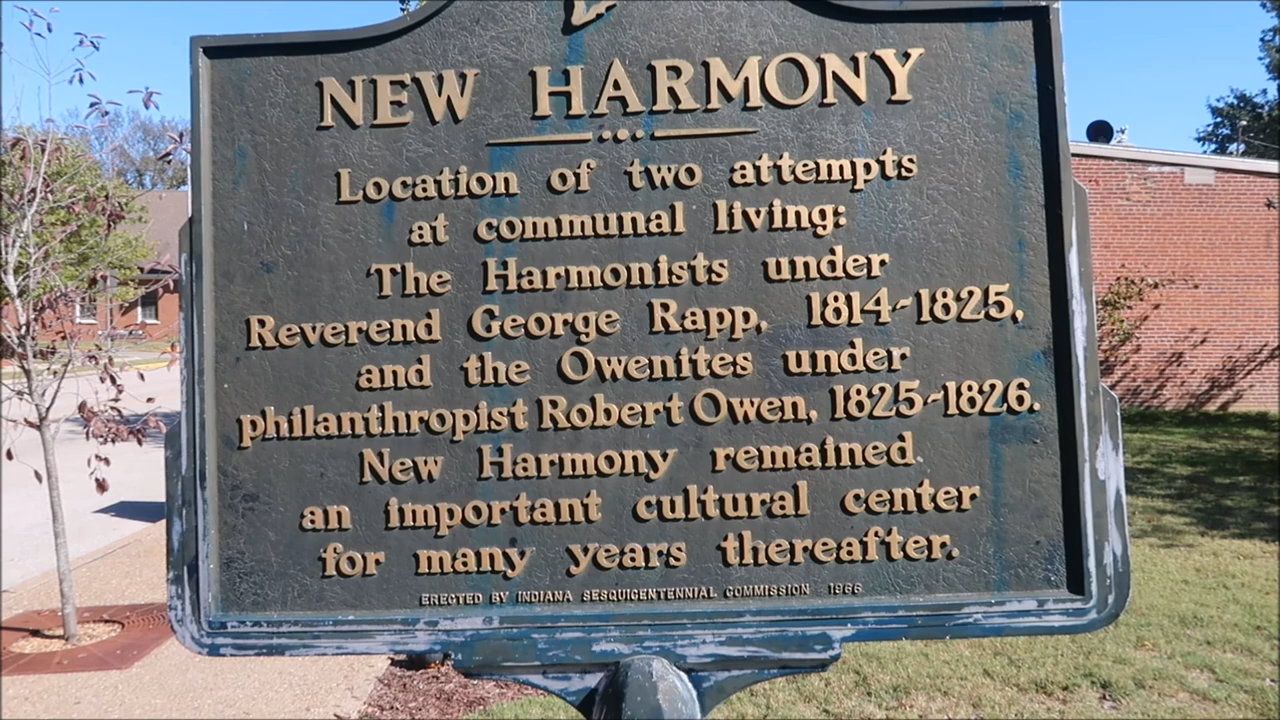 NEW HARMONY
Location of two attempts
at communal living:
The Harmonists under
Reverend George Rapp, 1814-1825,
and the Owenites under
philanthropist Robert Owen, 1825-1826.
New Harmony remained
an important cultural center
for many years thereafter.
ERECTED BY INDIANA SESQUICENTENNIAL COMMISSION 1966